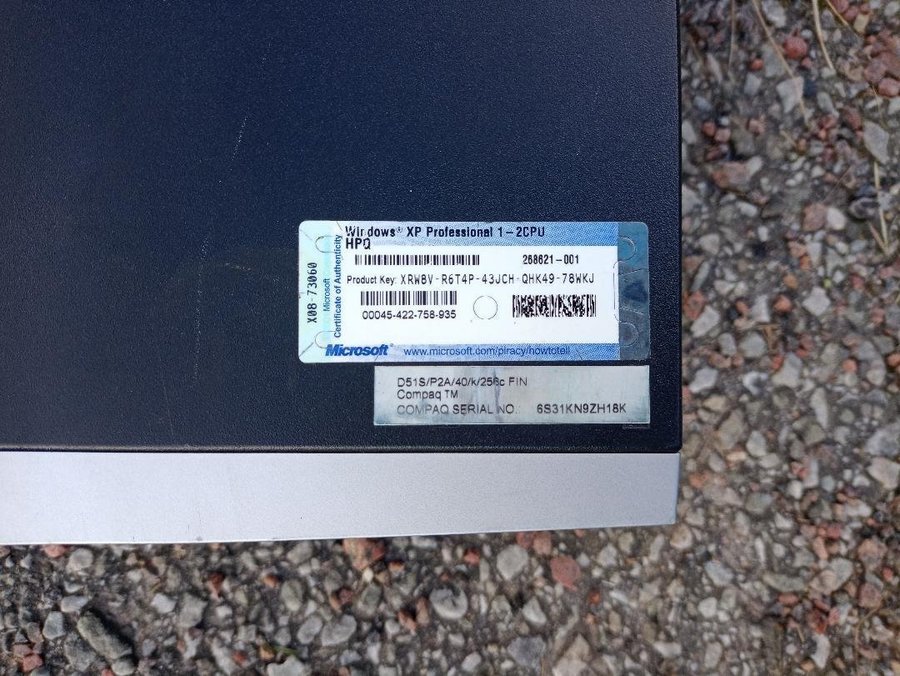 Windows® XP Professional 1-2CPU
HPQ
268621-001
Product Key: XRW8V-R6T4P-43JCH-QHK49-78WKJ
00045-422-758-935
Microsoft® www.microsoft.com/piracy/howtotell
X08-73060
Microsoft
Certificate of Authenticity
D51S/P2A/40/k/256c FIN
Compaq TM
COMPAQ SERIAL NO. 6S31KN9ZH18K